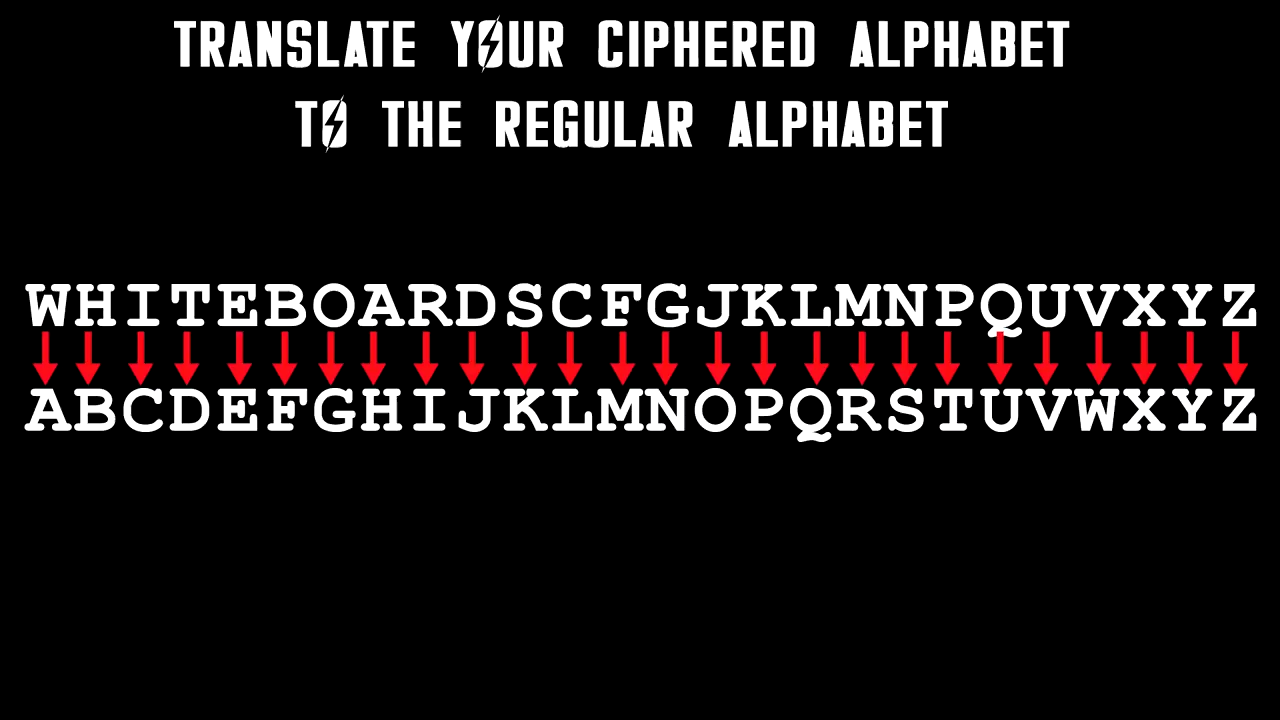 TRANSLATE YOUR CIPHERED ALPHABET
TO THE REGULAR ALPHABET
WHITEBOARDSCFGJKLMNPQUVXYZ
ABCDEFGHIJKLMNOPQRSTUVWXYZ